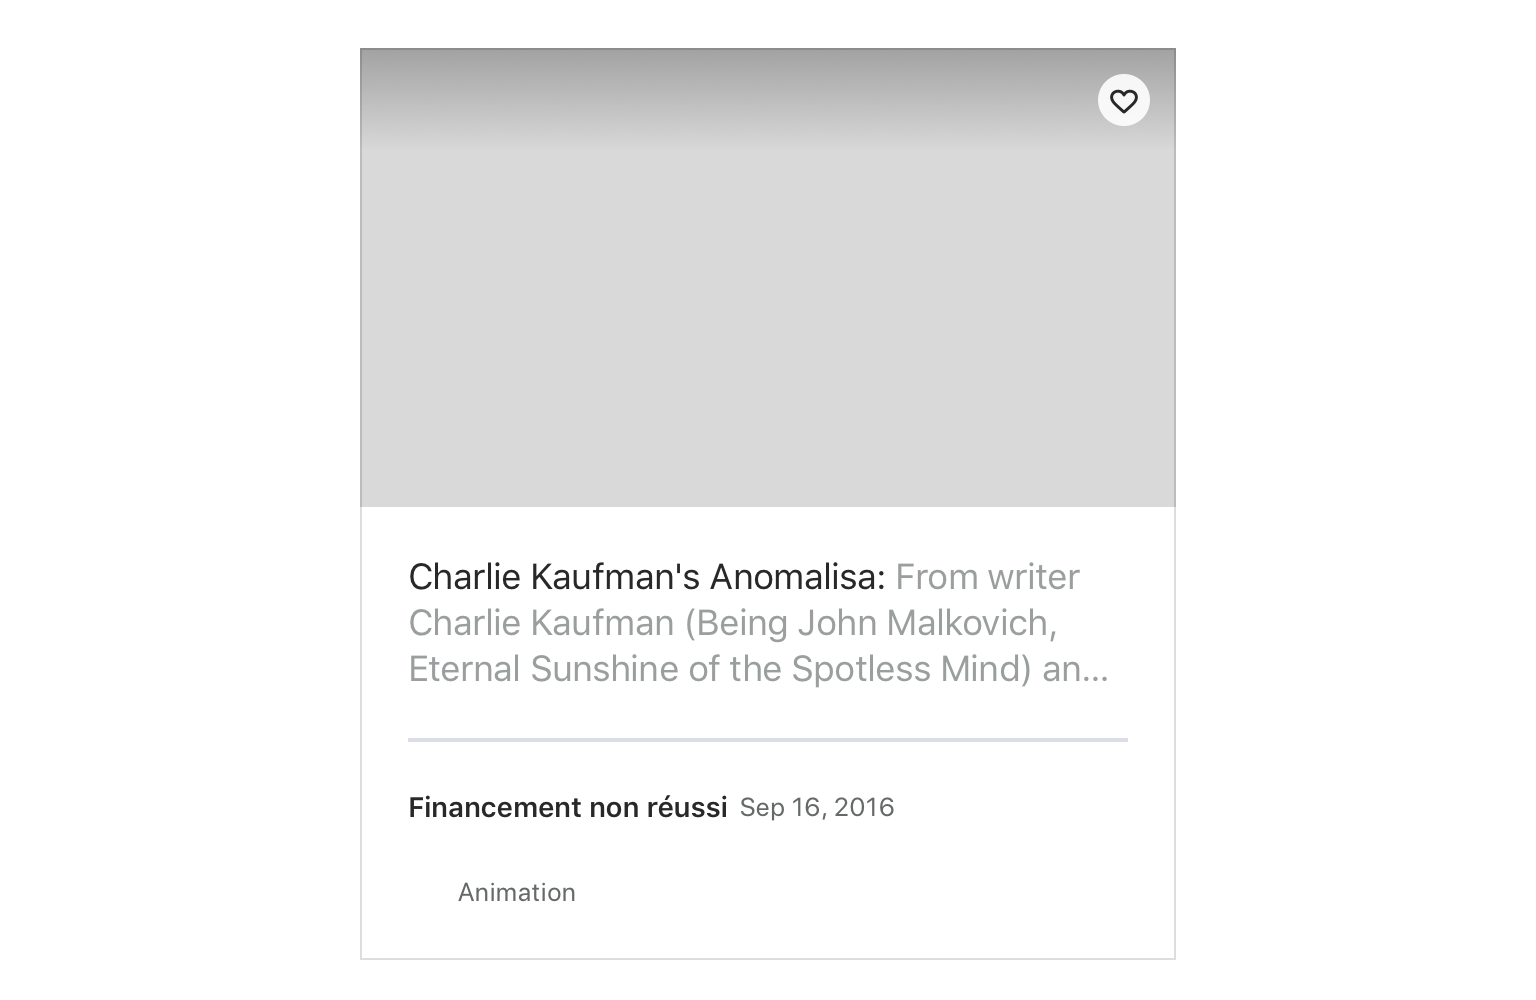 Charlie Kaufman's Anomalisa: From writer
Charlie Kaufman (Being John Malkovich,
Eternal Sunshine of the Spotless Mind) an...
Financement non réussi Sep 16, 2016
Animation